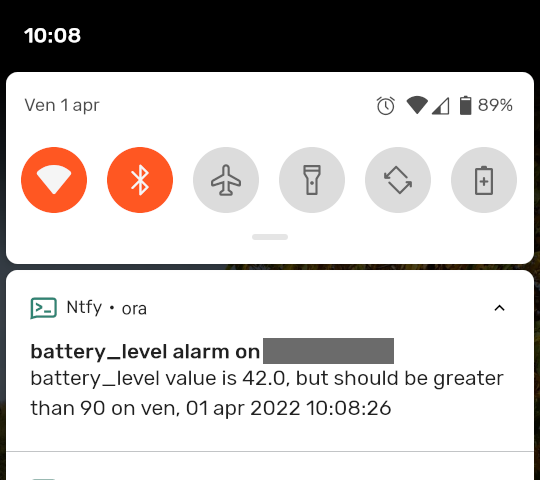 10:08
Ven 1 apr
89%
Ntfy • ora
battery_level alarm on
battery_level value is 42.0, but should be greater
than 90 on ven, 01 apr 2022 10:08:26